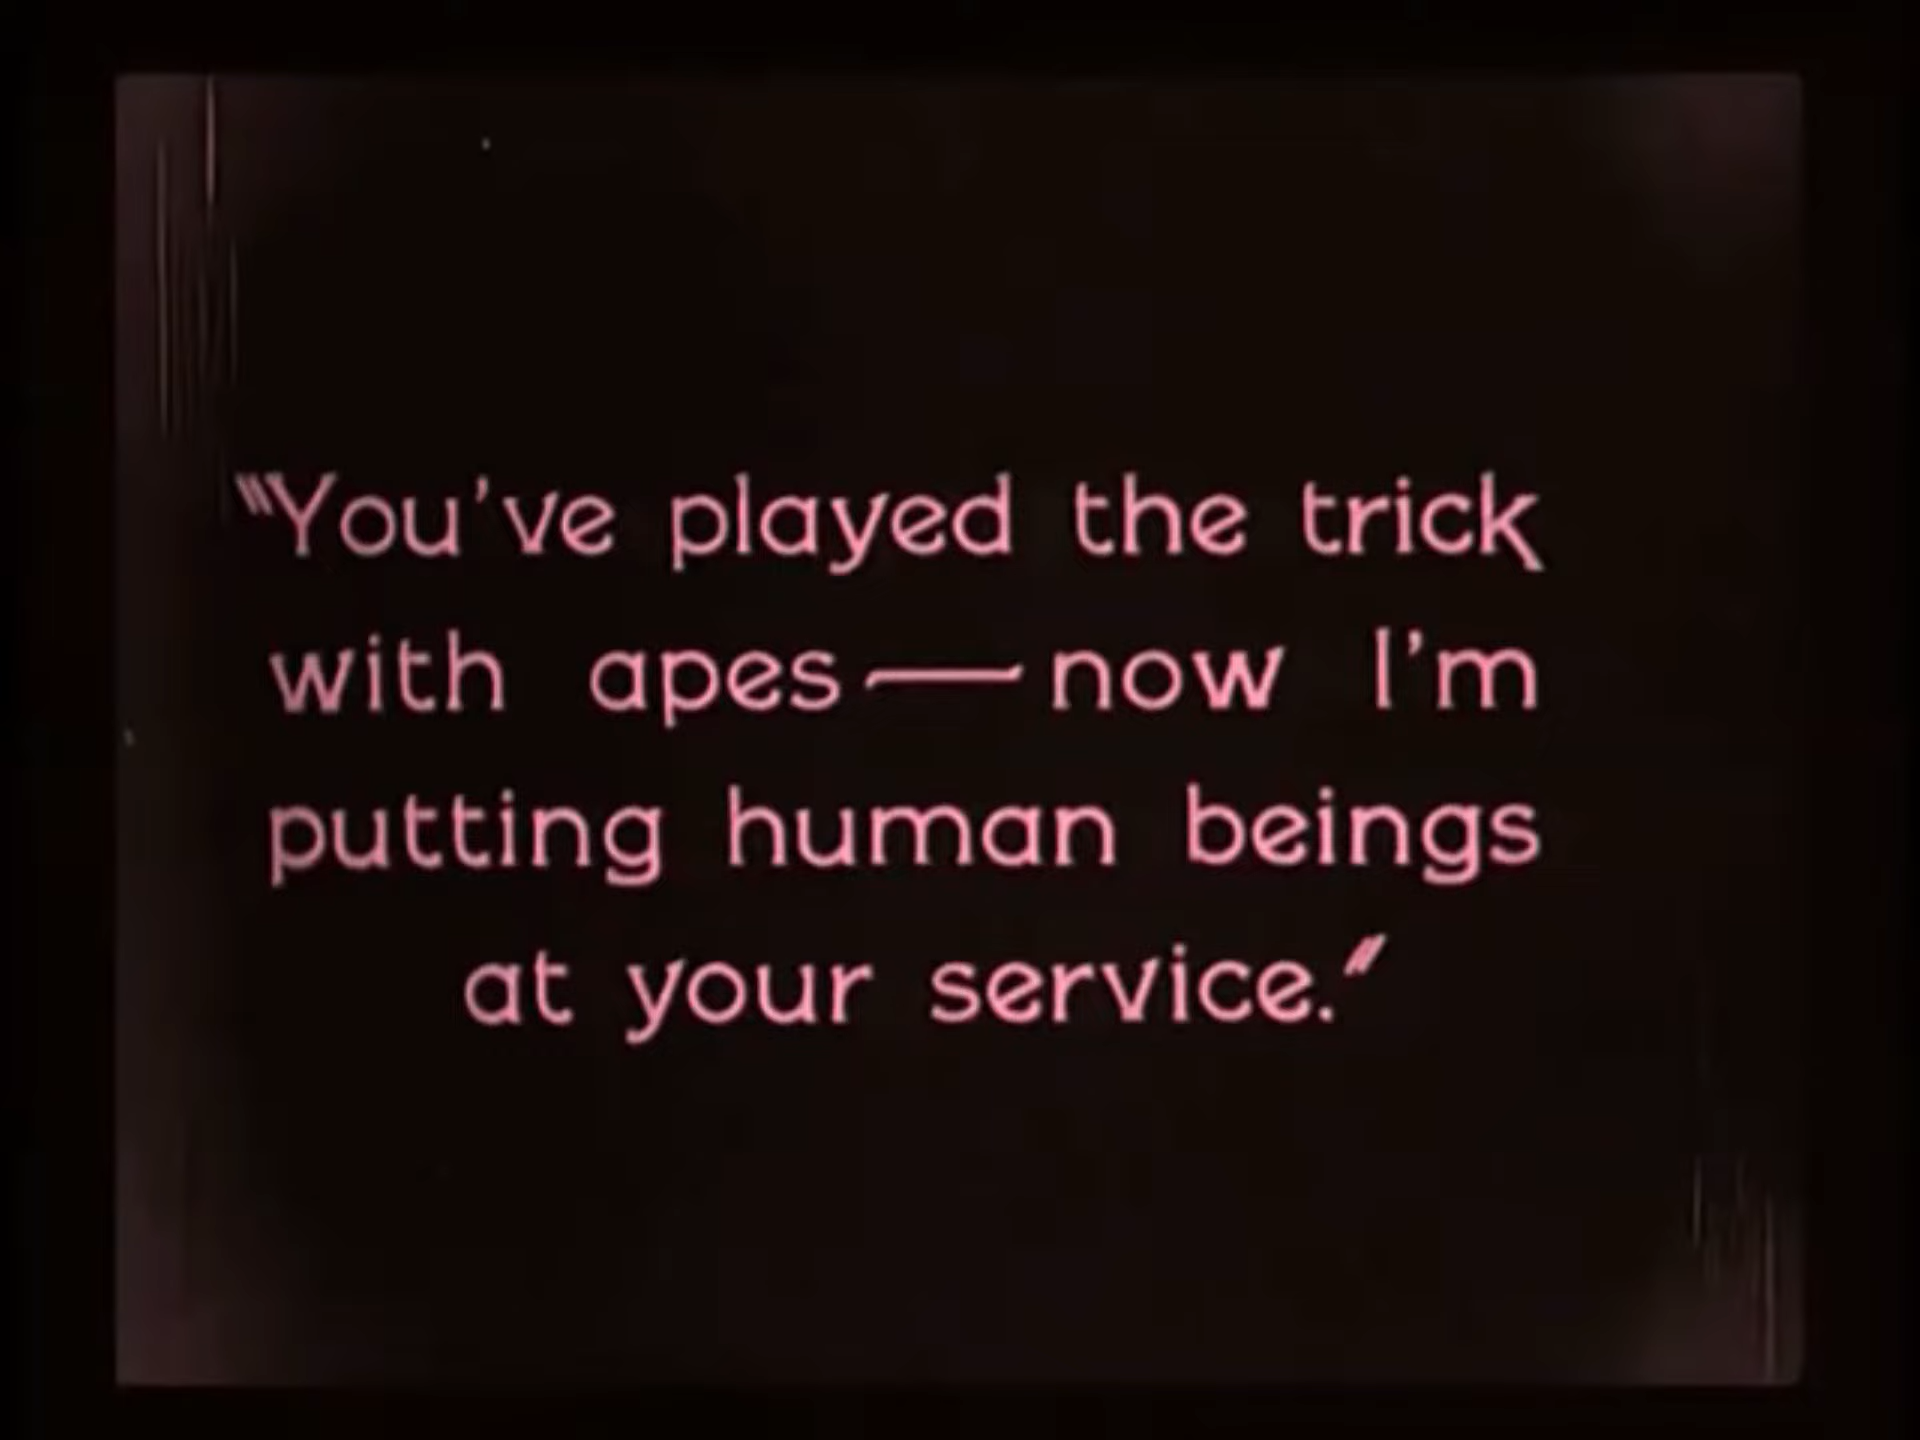 "You've played the trick
with apes—now I'm
putting human beings
at your service."